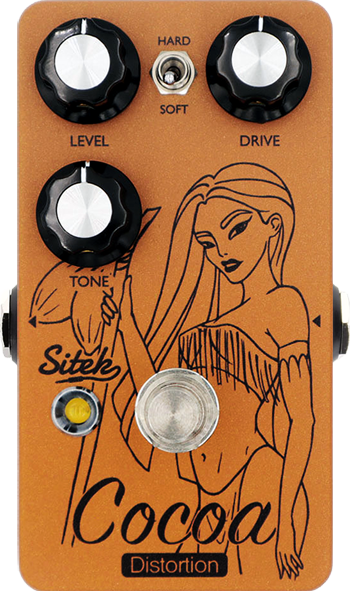 HARD
SOFT
LEVEL
DRIVE
TONE
Sitek
Cocoa
Distortion